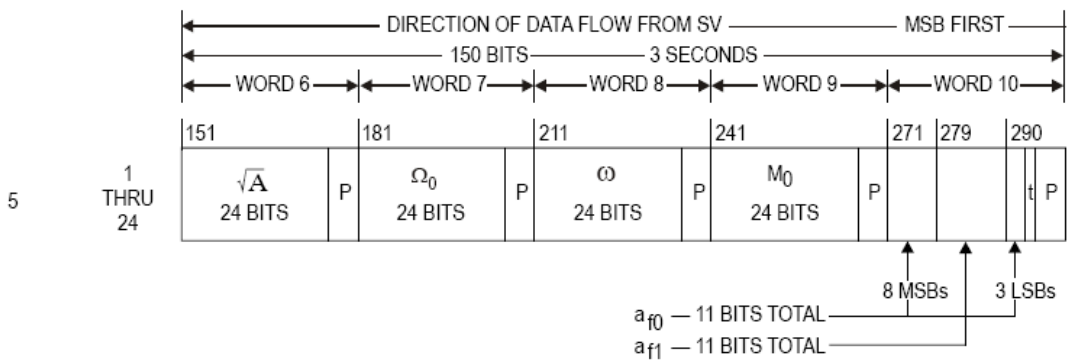 DIRECTION OF DATA FLOW FROM SV MSB FIRST
150 BITS 3 SECONDS
WORD 6 WORD 7 WORD 8 WORD 9 WORD 10
151 181 211 241 271 279 290
5
1
THRU
24
√A
24 BITS
P
Ω0
24 BITS
P
ω
24 BITS
P
M0
24 BITS
P
t
P
8 MSBs 3 LSBs
af0 — 11 BITS TOTAL
af1 — 11 BITS TOTAL